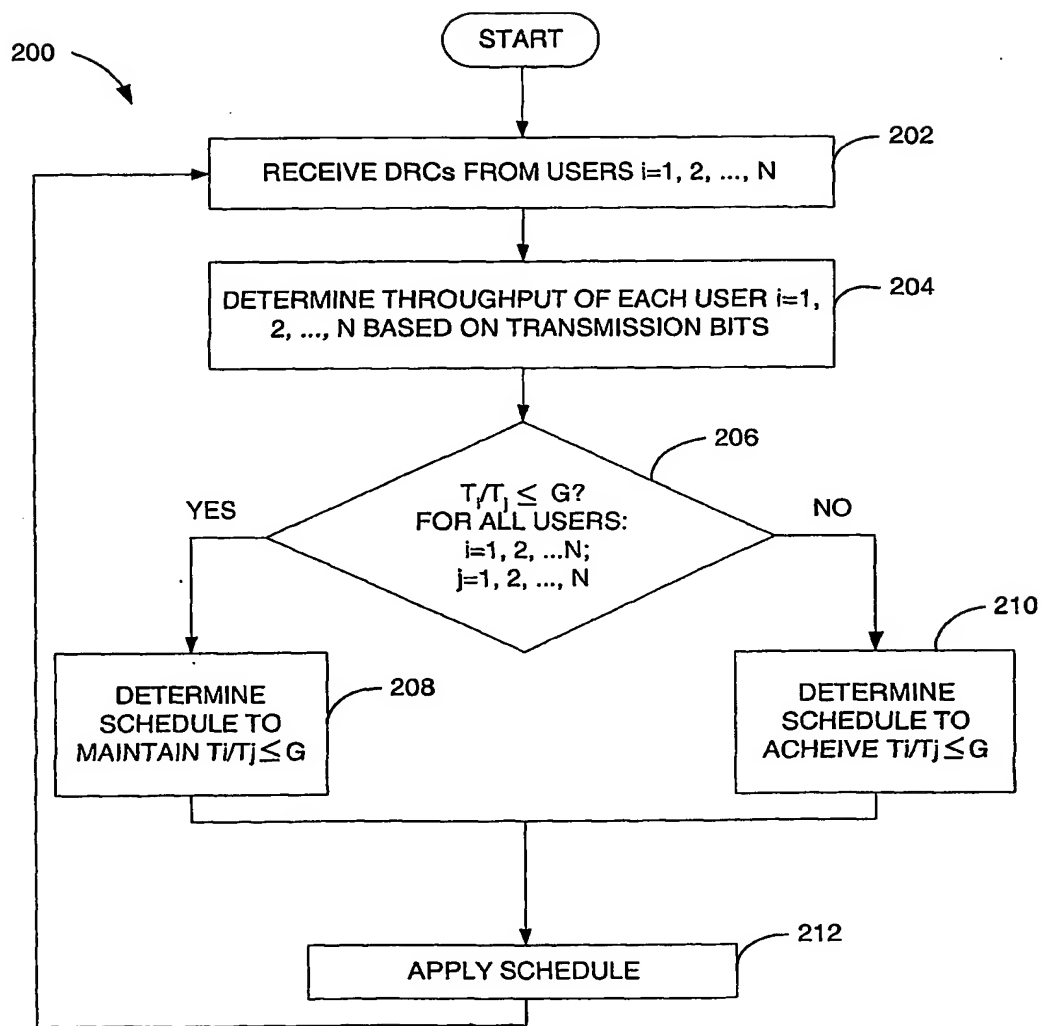 200
START
202
RECEIVE DRCs FROM USERS i=1, 2, ..., N
204
DETERMINE THROUGHPUT OF EACH USER i=1,
2, ..., N BASED ON TRANSMISSION BITS
206
Ti/Tj ≤ G?
FOR ALL USERS:
i=1, 2, ...N;
j=1, 2, ..., N
YES
NO
208
DETERMINE
SCHEDULE TO
MAINTAIN Ti/Tj ≤ G
210
DETERMINE
SCHEDULE TO
ACHEIVE Ti/Tj ≤ G
212
APPLY SCHEDULE